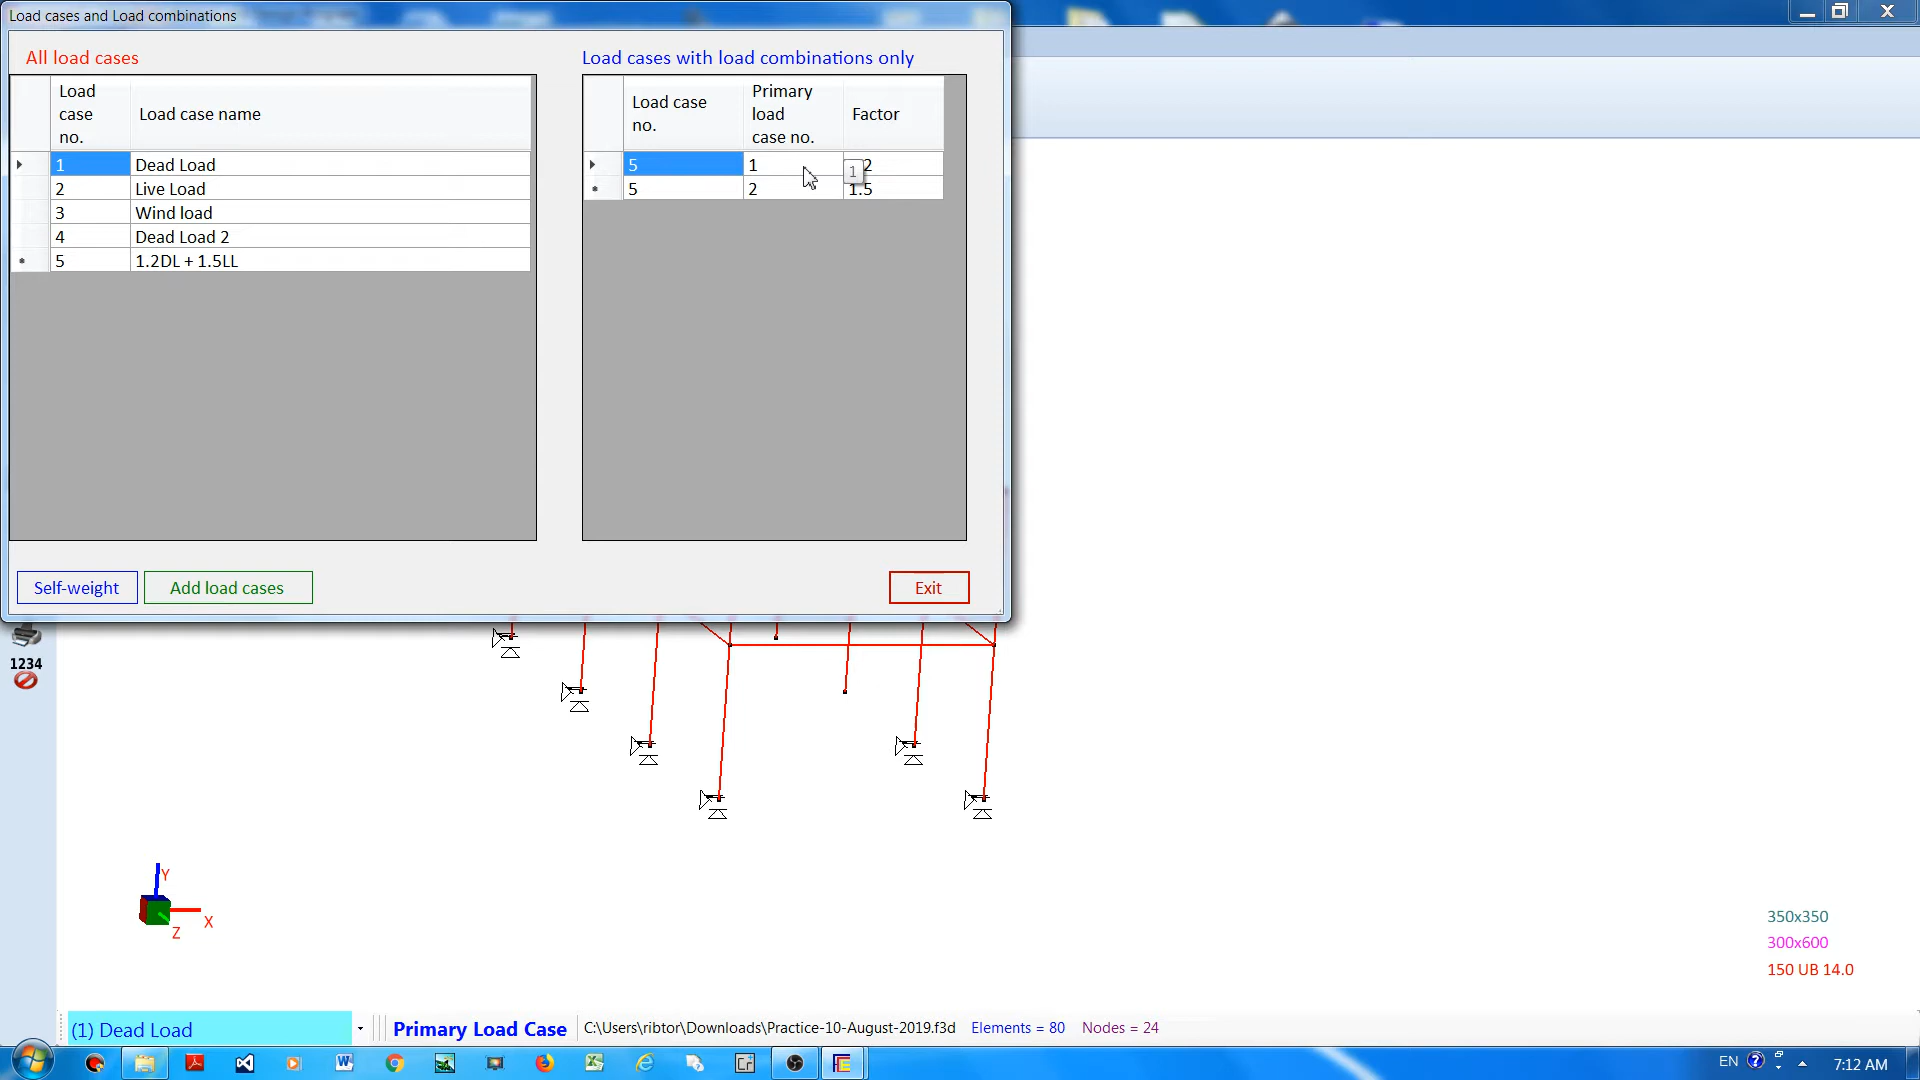 Load cases and Load combinations
All load cases
Load cases with load combinations only
Load case no.
Load case name
1 Dead Load
2 Live Load
3 Wind load
4 Dead Load 2
5 1.2DL + 1.5LL
Load case no.
Primary load case no.
Factor
5 1 2
1
5 2 1.5
Self-weight
Add load cases
Exit
1234
Y
X
Z
350x350
300x600
150 UB 14.0
(1) Dead Load
Primary Load Case
C:\Users\ribtor\Downloads\Practice-10-August-2019.f3d
Elements = 80
Nodes = 24
EN
7:12 AM